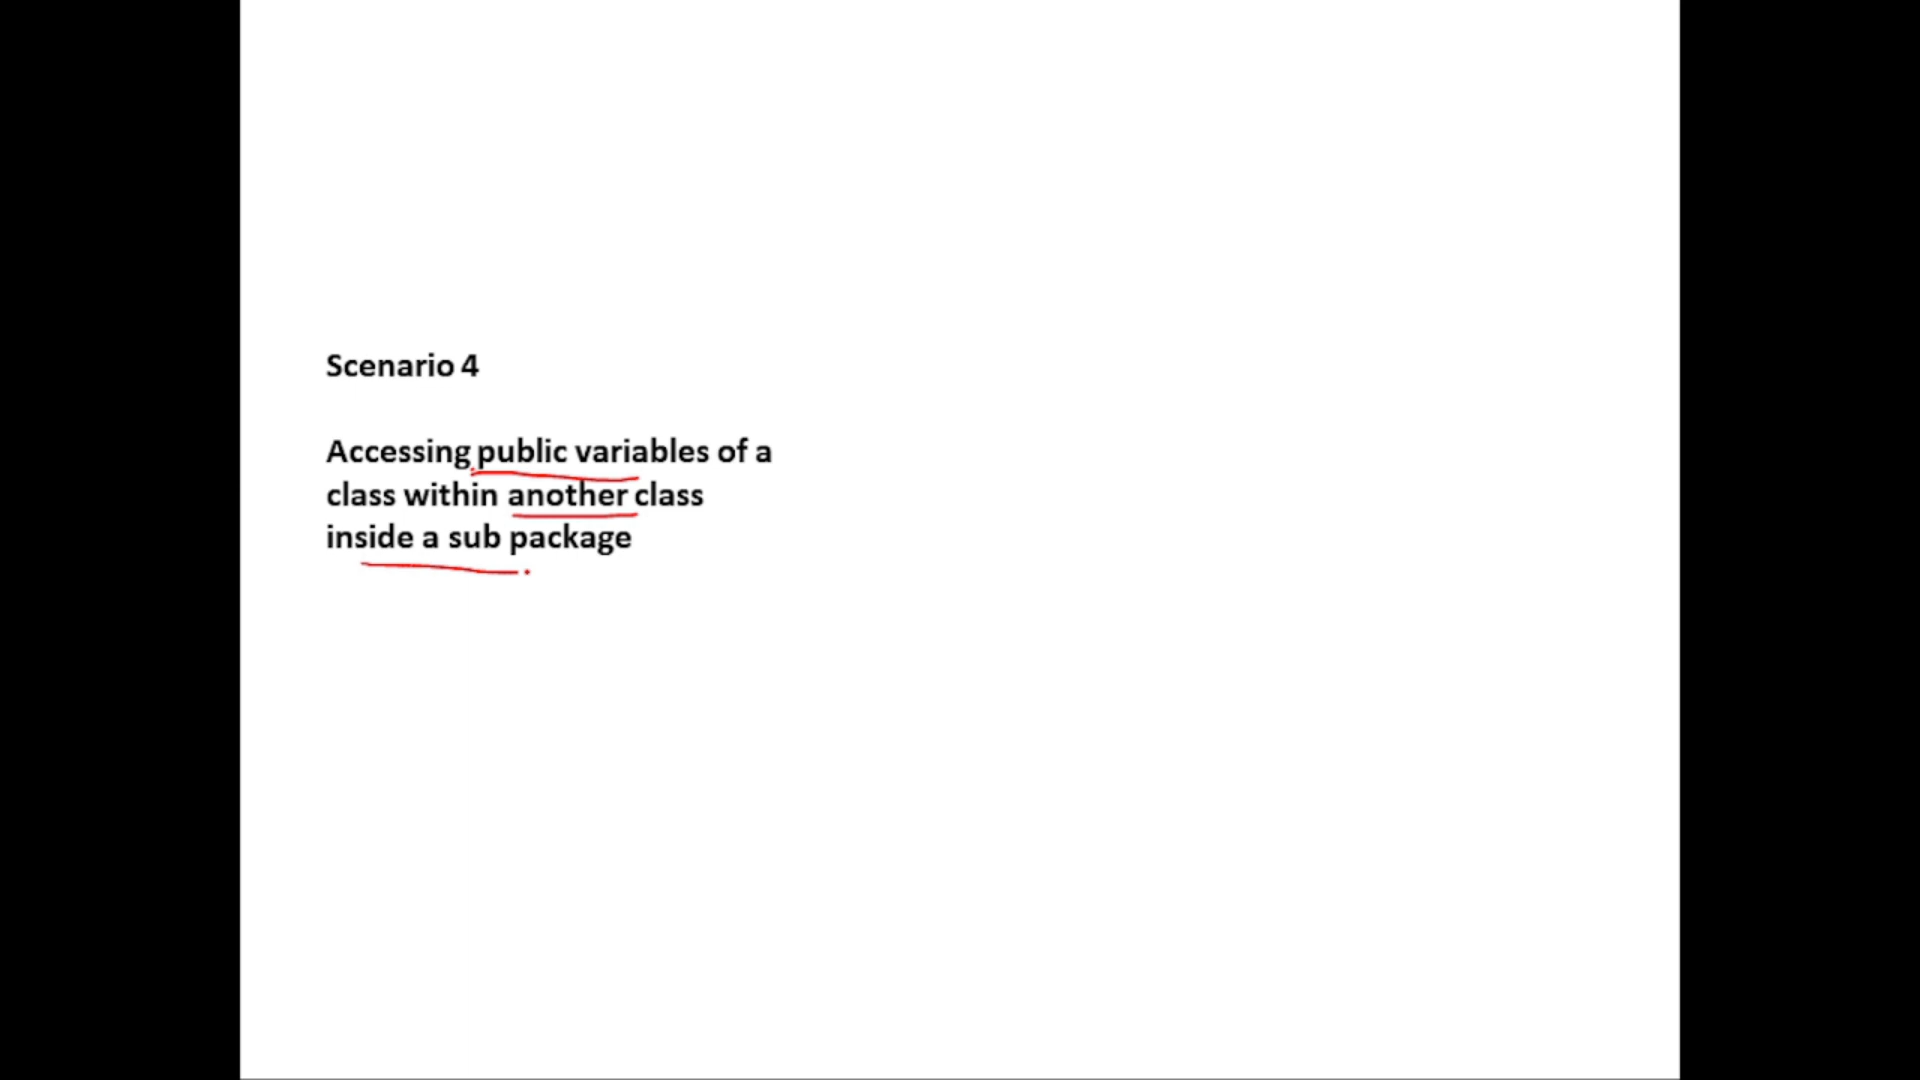 Scenario 4
Accessing public variables of a
class within another class
inside a sub package